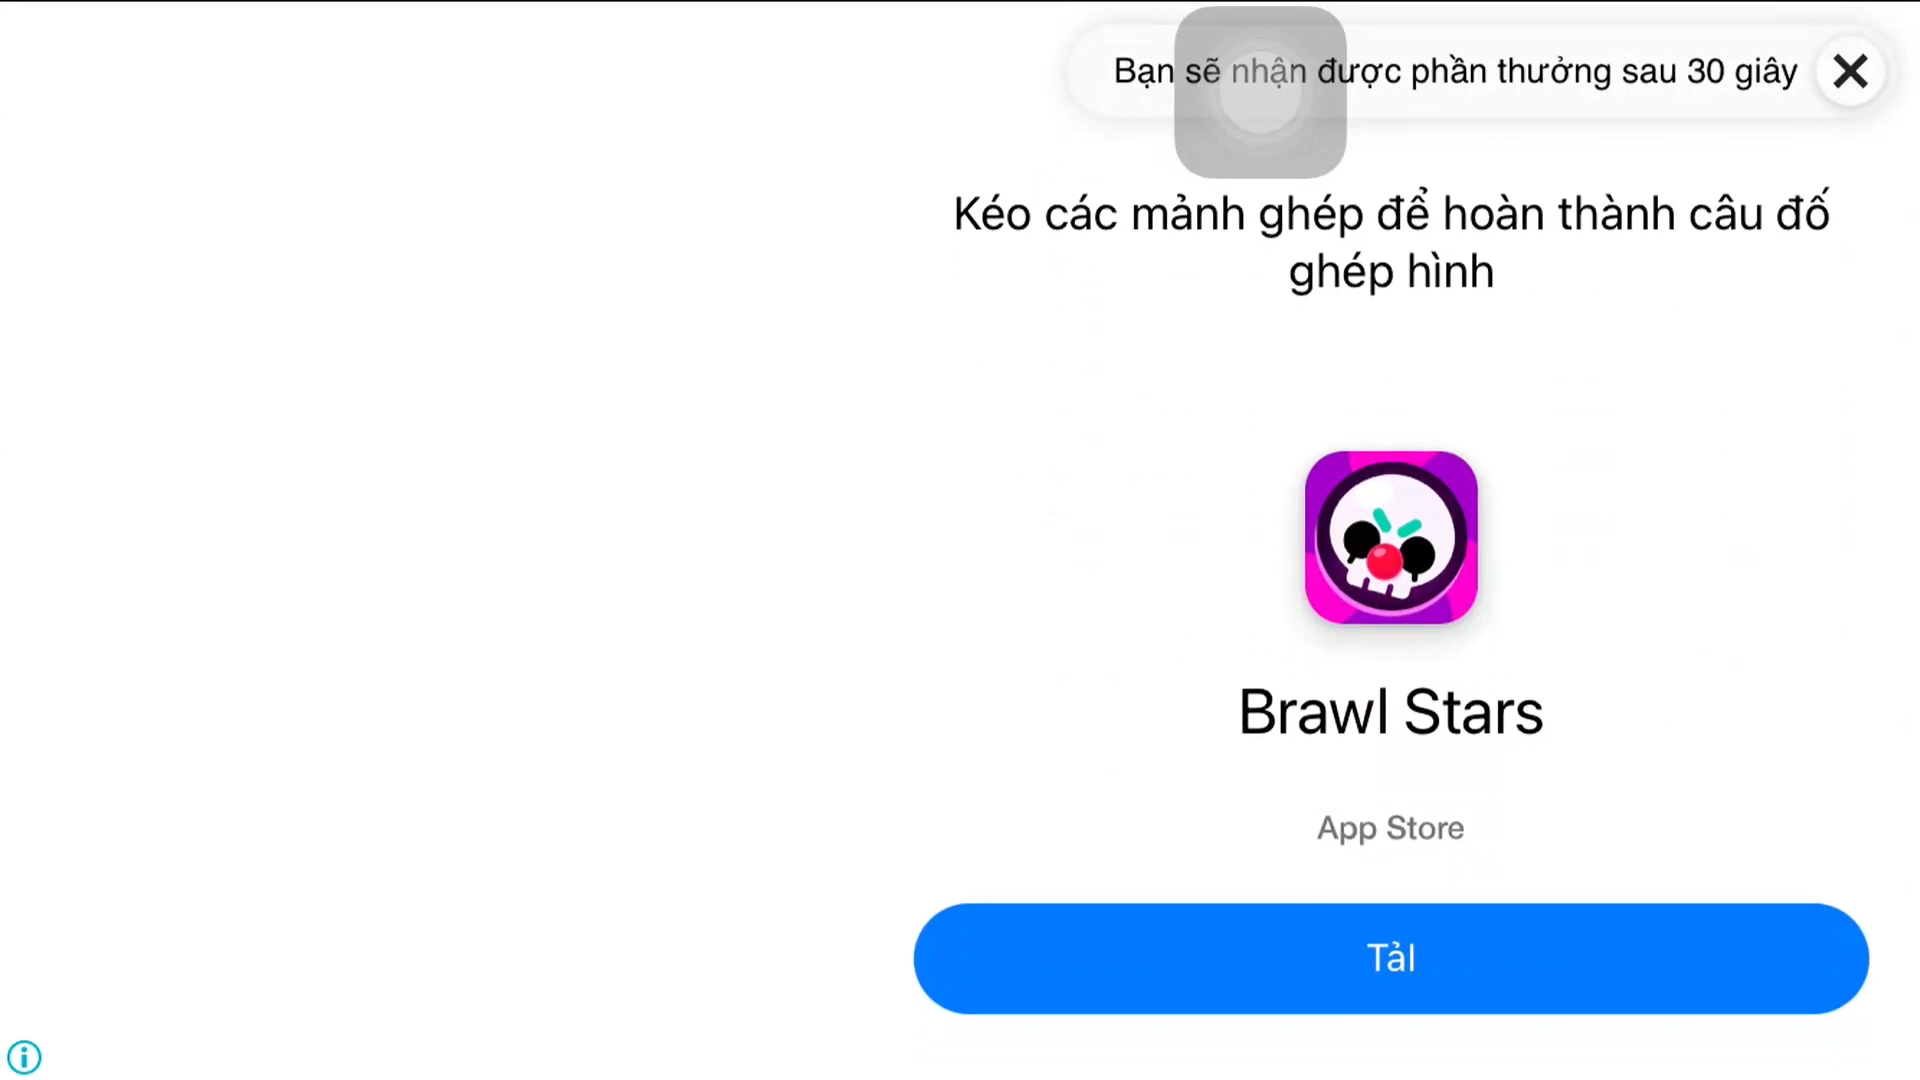 Bạn sẽ nhận được phần thưởng sau 30 giây
Kéo các mảnh ghép để hoàn thành câu đố
ghép hình
Brawl Stars
App Store
Tảl